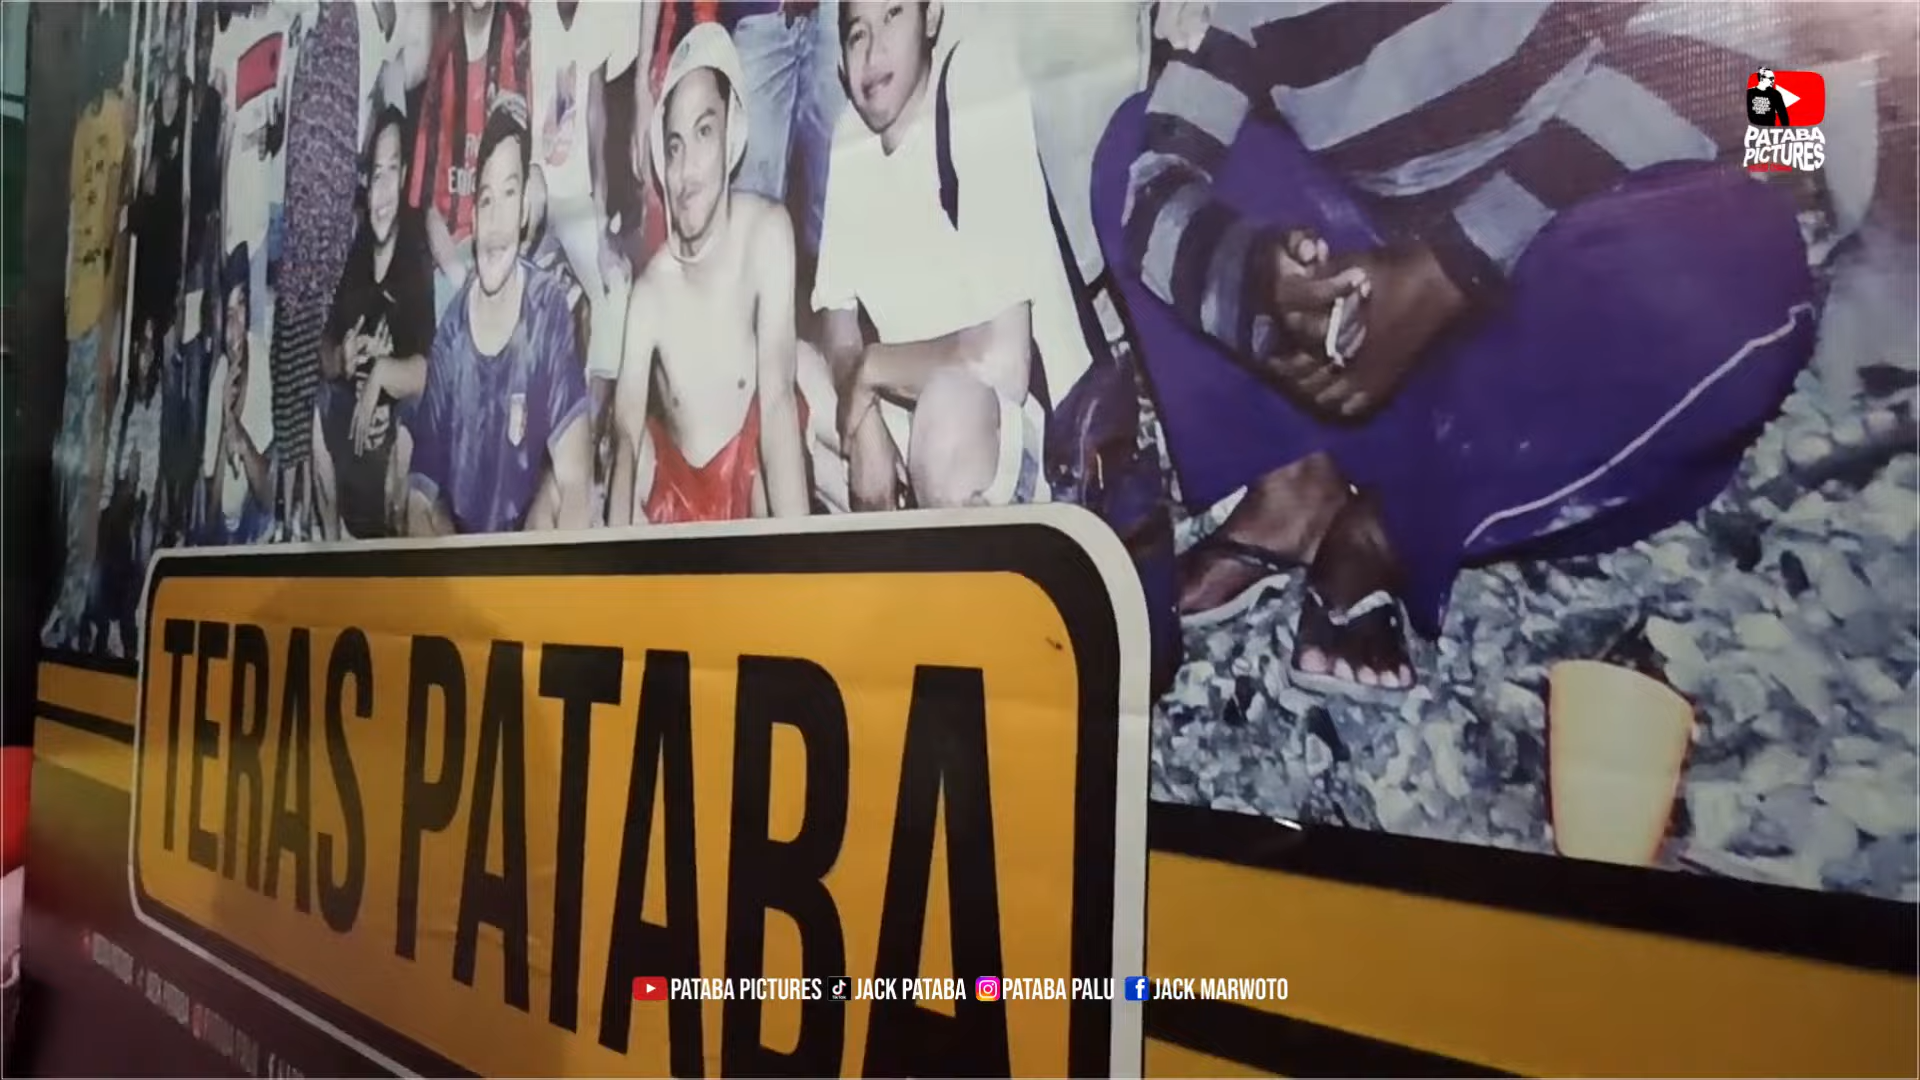 PATABA
PICTURES
TERAS PATABA
PATABA PICTURES JACK PATABA PATABA PALU JACK MARWOTO